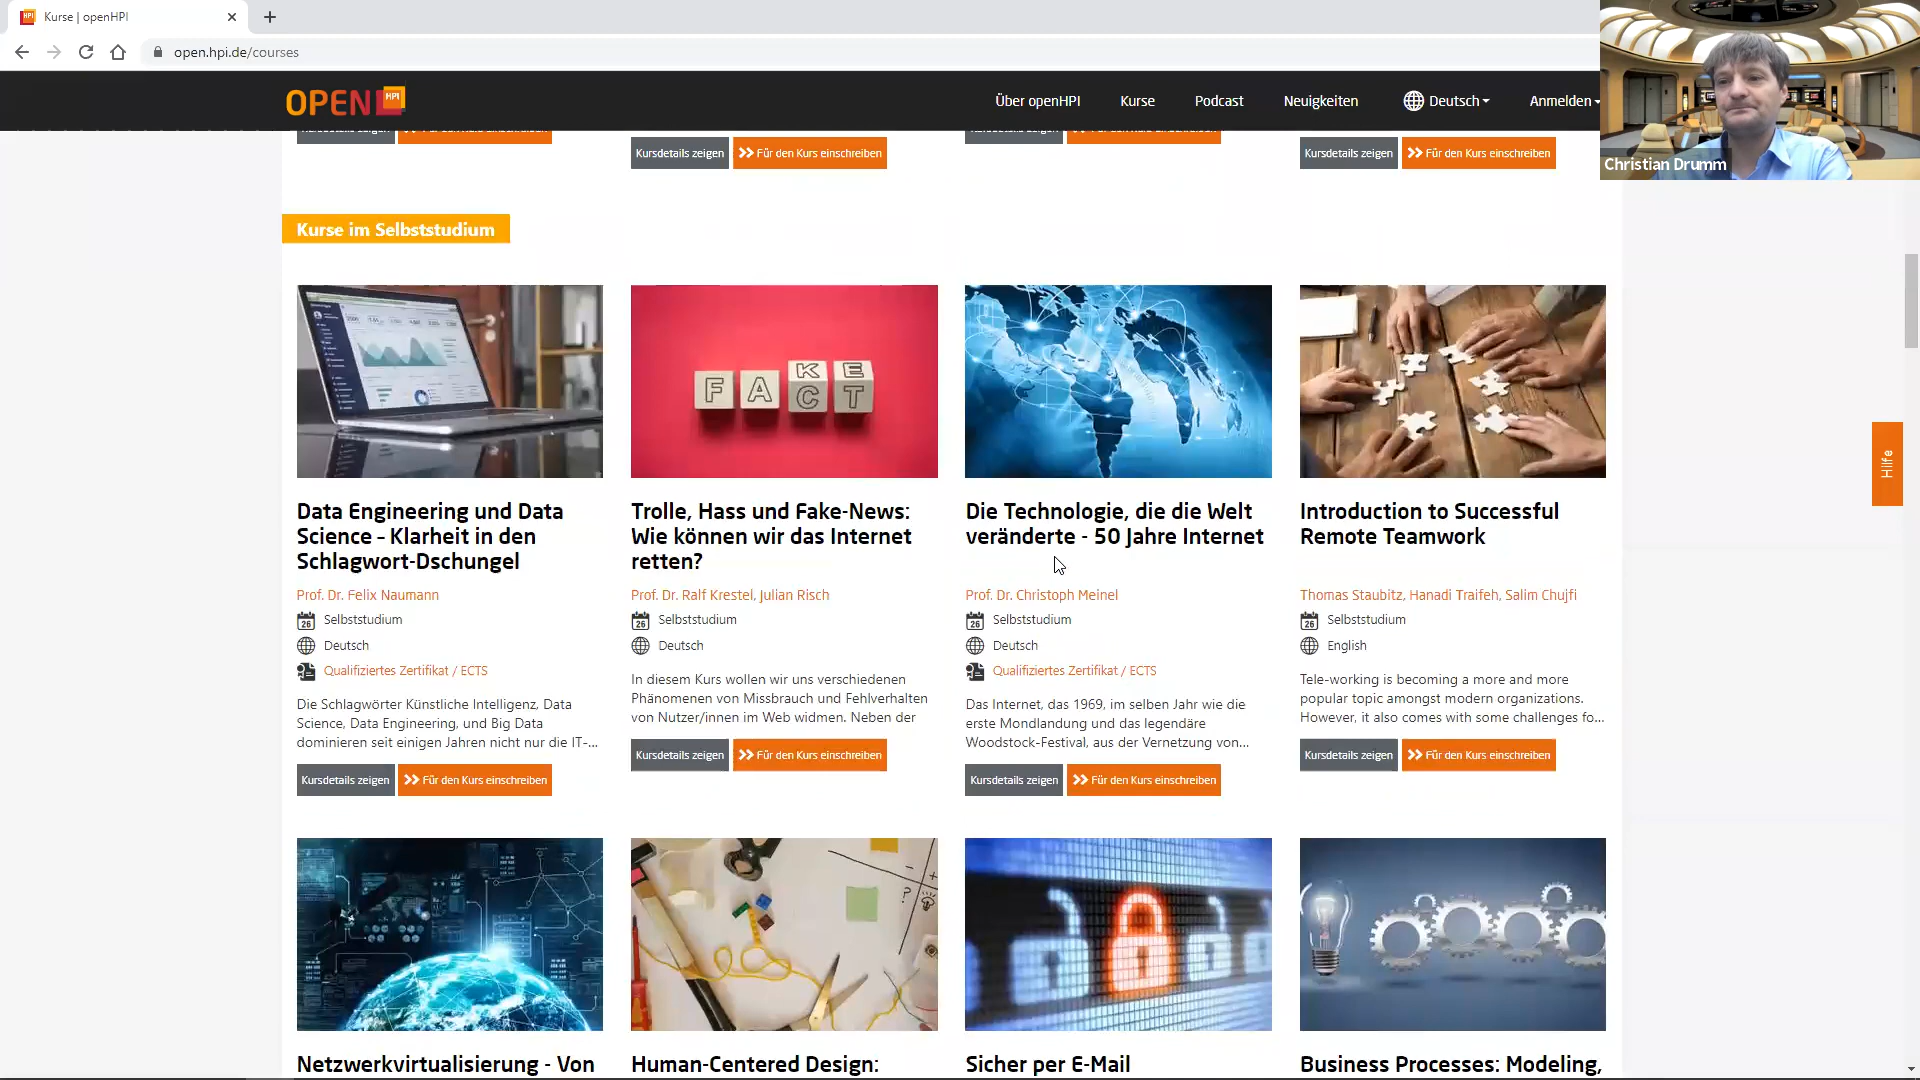 Kurse | openHPI
open.hpi.de/courses
OPEN HPI
Über openHPI
Kurse
Podcast
Neuigkeiten
Deutsch
Anmelden
Christian Drumm
Kursdetails zeigen
Für den Kurs einschreiben
Kursdetails zeigen
Für den Kurs einschreiben
Kurse im Selbststudium
FAKE
CT
Data Engineering und Data
Science – Klarheit in den
Schlagwort-Dschungel
Prof. Dr. Felix Naumann
Selbststudium
Deutsch
Qualifiziertes Zertifikat / ECTS
Die Schlagwörter Künstliche Intelligenz, Data
Science, Data Engineering, und Big Data
dominieren seit einigen Jahren nicht nur die IT-...
Kursdetails zeigen
Für den Kurs einschreiben
Trolle, Hass und Fake-News:
Wie können wir das Internet
retten?
Prof. Dr. Ralf Krestel, Julian Risch
Selbststudium
Deutsch
In diesem Kurs wollen wir uns verschiedenen
Phänomenen von Missbrauch und Fehlverhalten
von Nutzer/innen im Web widmen. Neben der
Kursdetails zeigen
Für den Kurs einschreiben
Die Technologie, die die Welt
veränderte - 50 Jahre Internet
Prof. Dr. Christoph Meinel
Selbststudium
Deutsch
Qualifiziertes Zertifikat / ECTS
Das Internet, das 1969, im selben Jahr wie die
erste Mondlandung und das legendäre
Woodstock-Festival, aus der Vernetzung von...
Kursdetails zeigen
Für den Kurs einschreiben
Introduction to Successful
Remote Teamwork
Thomas Staubitz, Hanadi Traifeh, Salim Chujfi
Selbststudium
English
Tele-working is becoming a more and more
popular topic amongst modern organizations.
However, it also comes with some challenges fo...
Kursdetails zeigen
Für den Kurs einschreiben
Hilfe
Netzwerkvirtualisierung - Von
Human-Centered Design:
Sicher per E-Mail
Business Processes: Modeling,